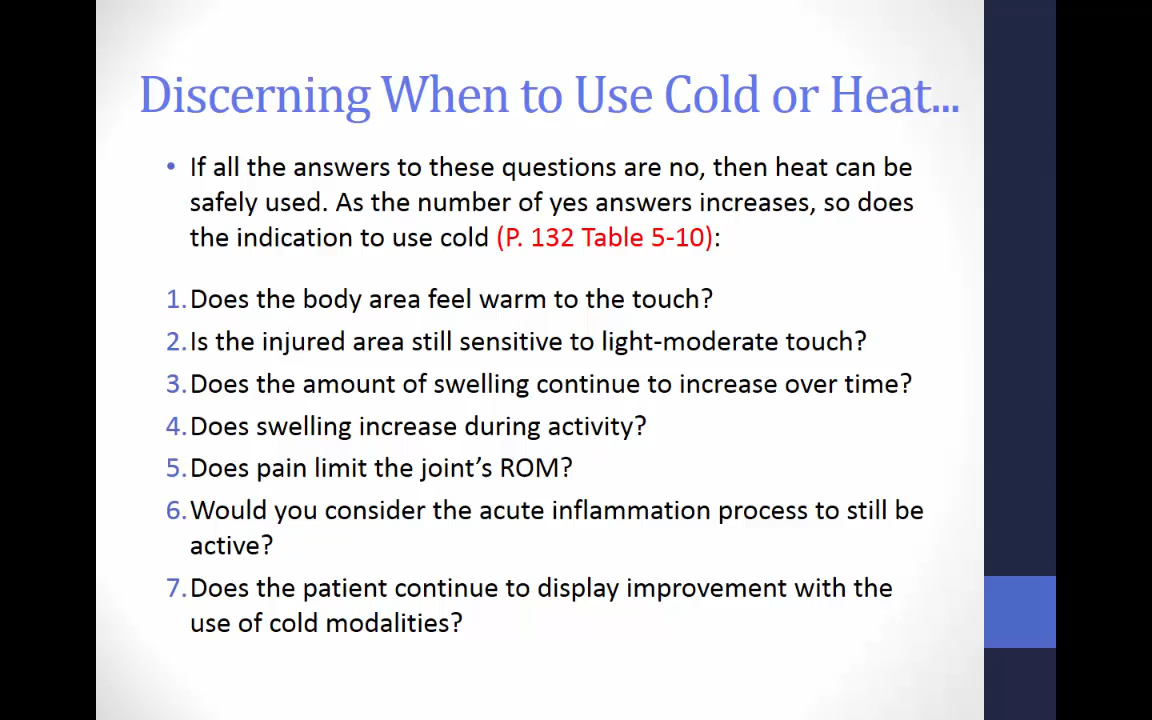 Discerning When to Use Cold or Heat...
• If all the answers to these questions are no, then heat can be
safely used. As the number of yes answers increases, so does
the indication to use cold (P. 132 Table 5-10):
1. Does the body area feel warm to the touch?
2. Is the injured area still sensitive to light-moderate touch?
3. Does the amount of swelling continue to increase over time?
4. Does swelling increase during activity?
5. Does pain limit the joint’s ROM?
6. Would you consider the acute inflammation process to still be
active?
7. Does the patient continue to display improvement with the
use of cold modalities?